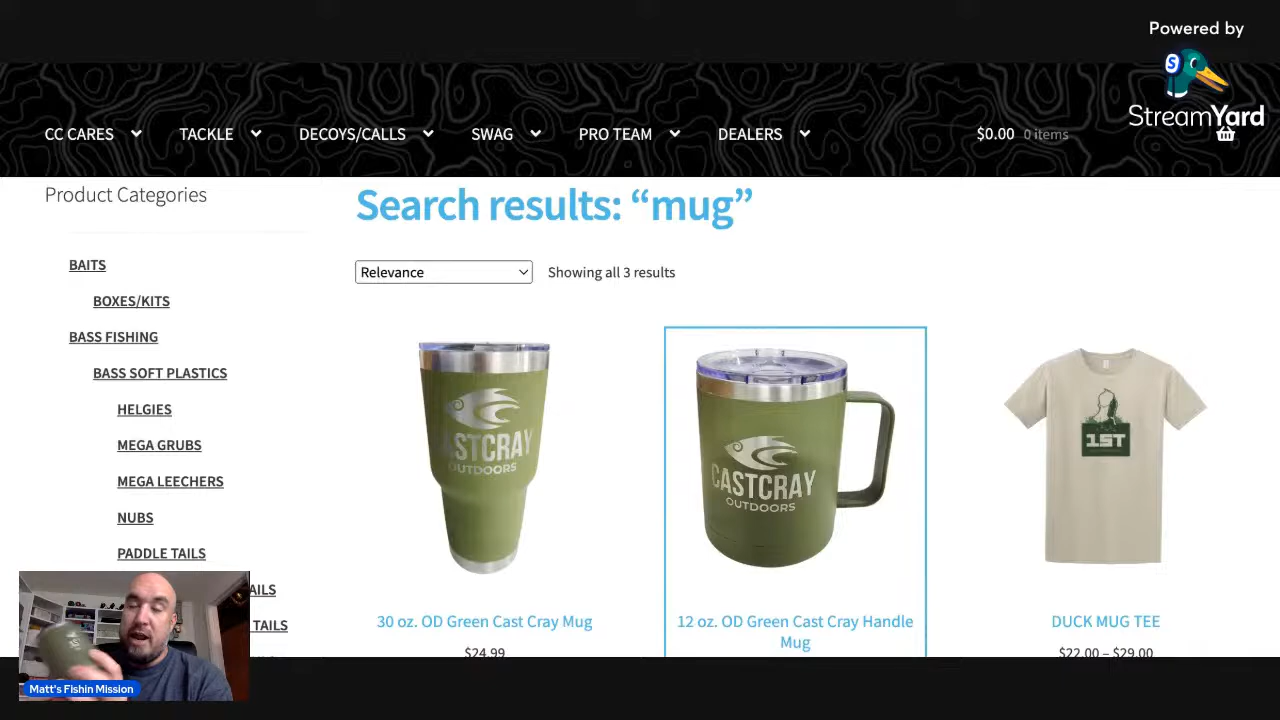 Powered by
StreamYard
CC CARES
TACKLE
DECOYS/CALLS
SWAG
PRO TEAM
DEALERS
$0.00 0 items
Product Categories
BAITS
BOXES/KITS
BASS FISHING
BASS SOFT PLASTICS
HELGIES
MEGA GRUBS
MEGA LEECHERS
NUBS
PADDLE TAILS
AILS
TAILS
Search results: “mug”
Relevance
Showing all 3 results
CASTCRAY
OUTDOORS
CASTCRAY
OUTDOORS
1ST
30 oz. OD Green Cast Cray Mug
$24.99
12 oz. OD Green Cast Cray Handle
Mug
DUCK MUG TEE
$22.00 – $29.00
Matt's Fishin Mission